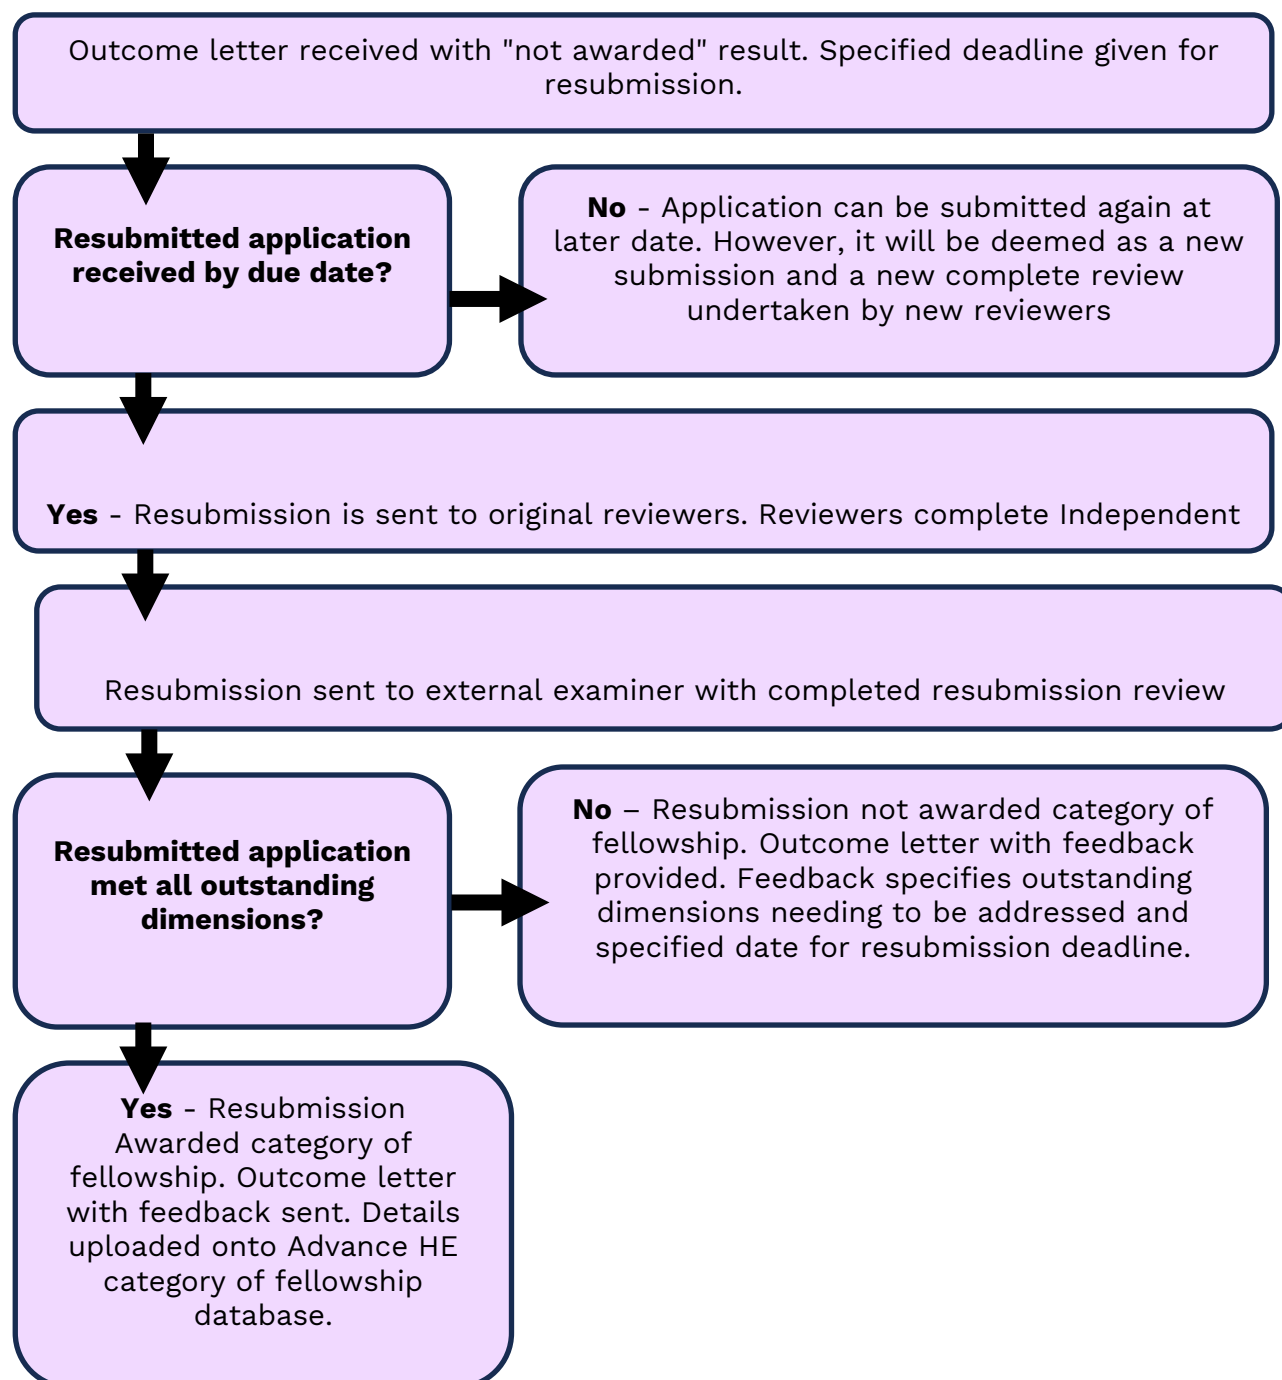 Outcome letter received with "not awarded" result. Specified deadline given for
resubmission.
Resubmitted application
received by due date?
No - Application can be submitted again at
later date. However, it will be deemed as a new
submission and a new complete review
undertaken by new reviewers
Yes - Resubmission is sent to original reviewers. Reviewers complete Independent
Resubmission sent to external examiner with completed resubmission review
Resubmitted application
met all outstanding
dimensions?
No – Resubmission not awarded category of
fellowship. Outcome letter with feedback
provided. Feedback specifies outstanding
dimensions needing to be addressed and
specified date for resubmission deadline.
Yes - Resubmission
Awarded category of
fellowship. Outcome letter
with feedback sent. Details
uploaded onto Advance HE
category of fellowship
database.